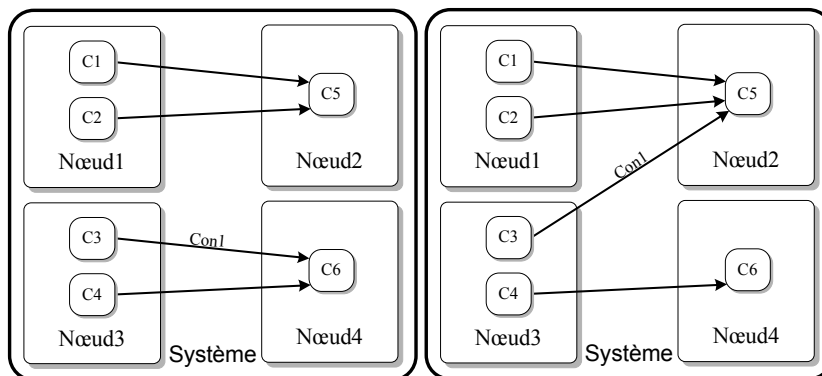 C1
C2
Nœud1
C5
Nœud2
C3
Con1
C4
Nœud3
C6
Nœud4
Système
C1
C2
Nœud1
C5
Nœud2
Con1
C3
C4
Nœud3
C6
Nœud4
Système